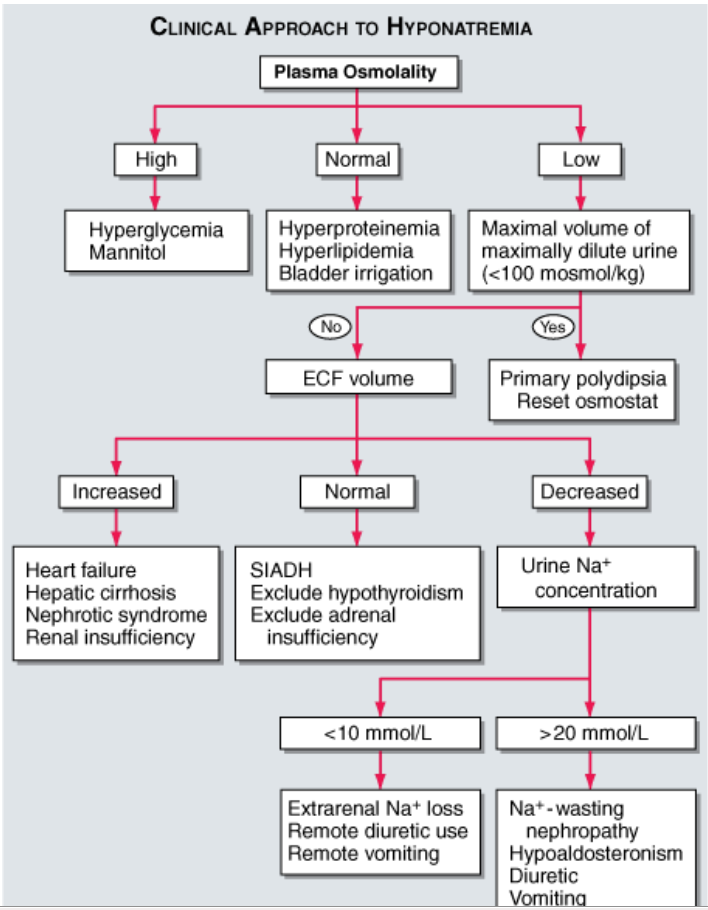 CLINICAL APPROACH TO HYPONATREMIA
Plasma Osmolality
High
Normal
Low
Hyperglycemia
Mannitol
Hyperproteinemia
Hyperlipidemia
Bladder irrigation
Maximal volume of
maximally dilute urine
(<100 mosmol/kg)
No
Yes
ECF volume
Primary polydipsia
Reset osmostat
Increased
Normal
Decreased
Heart failure
Hepatic cirrhosis
Nephrotic syndrome
Renal insufficiency
SIADH
Exclude hypothyroidism
Exclude adrenal
insufficiency
Urine Na⁺
concentration
<10 mmol/L
>20 mmol/L
Extrarenal Na⁺ loss
Remote diuretic use
Remote vomiting
Na⁺-wasting
nephropathy
Hypoaldosteronism
Diuretic
Vomiting